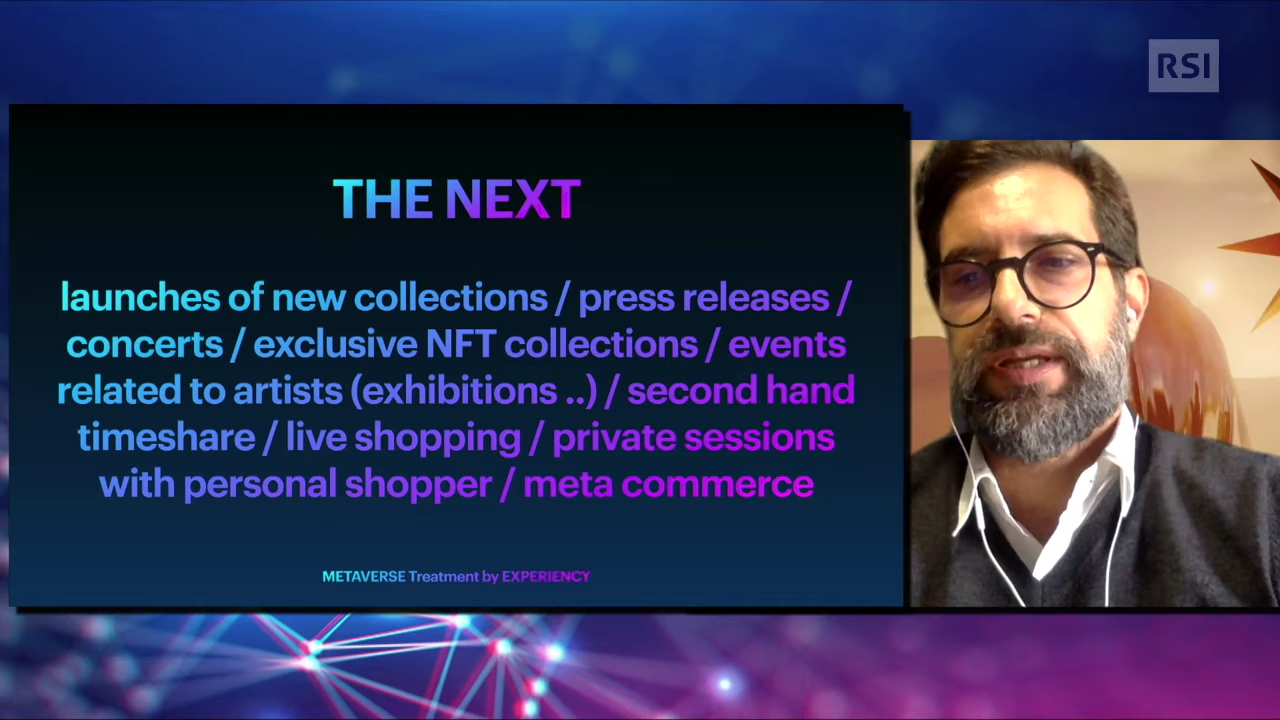 RSI
THE NEXT
launches of new collections / press releases /
concerts / exclusive NFT collections / events
related to artists (exhibitions ..) / second hand
timeshare / live shopping / private sessions
with personal shopper / meta commerce
METAVERSE Treatment by EXPERIENCY